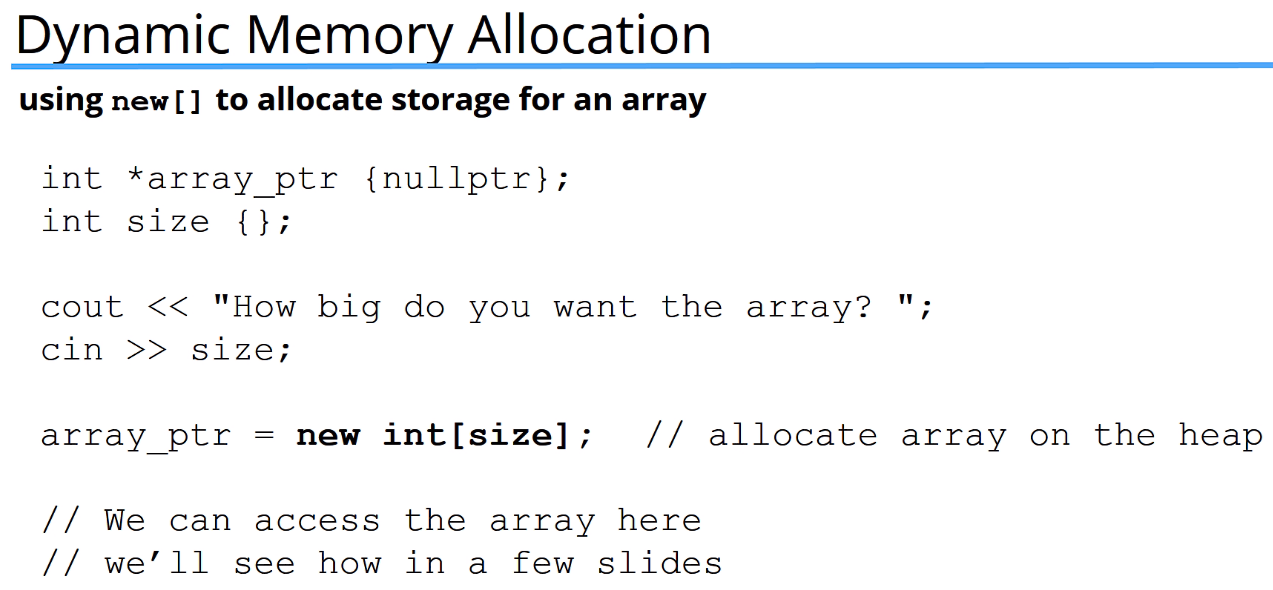 Dynamic Memory Allocation
using new[] to allocate storage for an array
int *array_ptr {nullptr};
int size {};
cout << "How big do you want the array? ";
cin >> size;
array_ptr = new int[size];  // allocate array on the heap
// We can access the array here
// we’ll see how in a few slides